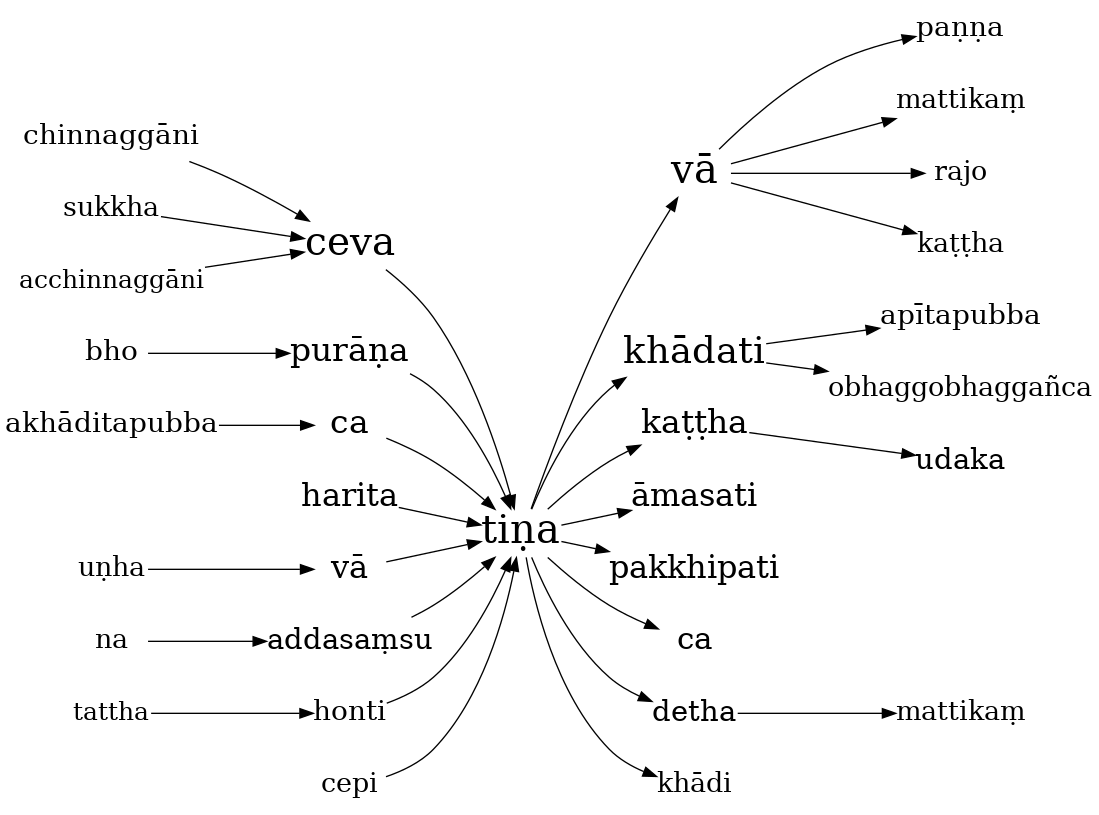 paṇṇa
mattikaṃ
chinnaggāni
vā
rajo
sukkha
ceva
kaṭṭha
acchinnaggāni
apītapubba
bho
purāṇa
khādati
obhaggobhaggañca
akhāditapubba
ca
kaṭṭha
udaka
harita
āmasati
tiṇa
uṇha
vā
pakkhipati
na
addasaṃsu
ca
tattha
honti
detha
mattikaṃ
cepi
khādi